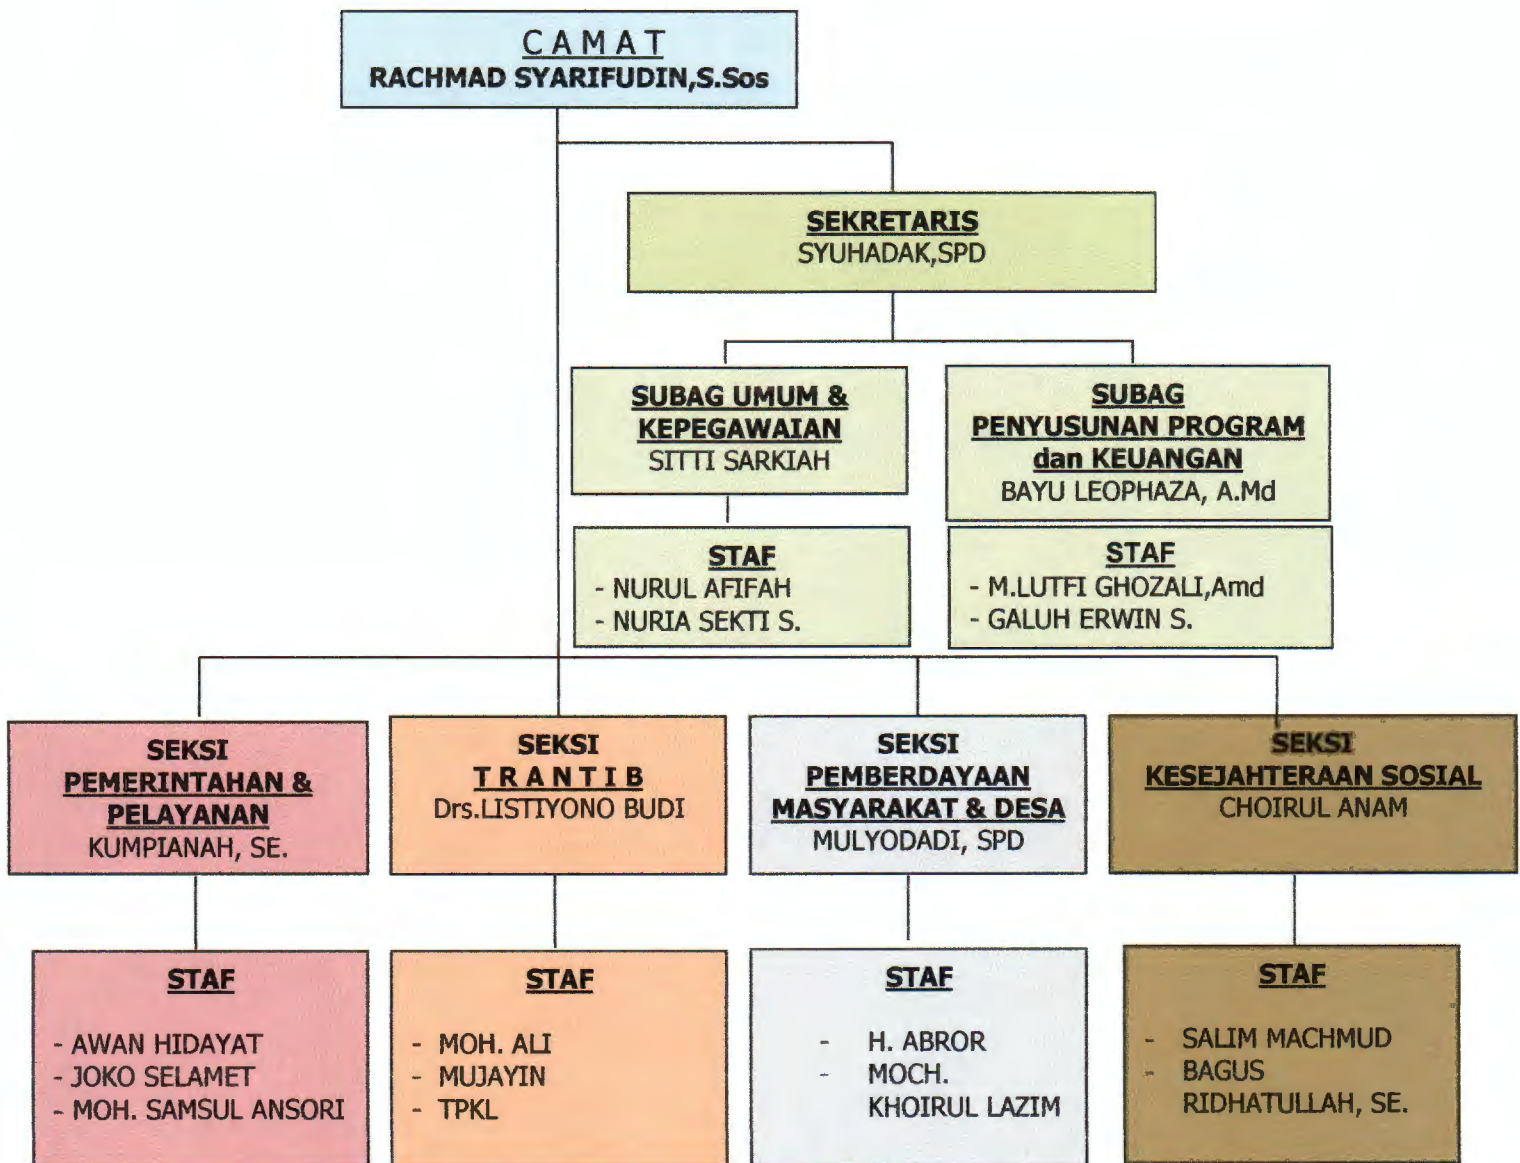 C A M A T
RACHMAD SYARIFUDIN,S.Sos
SEKRETARIS
SYUHADAK,SPD
SUBAG UMUM &
KEPEGAWAIAN
SITTI SARKIAH
SUBAG
PENYUSUNAN PROGRAM
dan KEUANGAN
BAYU LEOPHAZA, A.Md
STAF
- NURUL AFIFAH
- NURIA SEKTI S.
STAF
- M.LUTFI GHOZALI,Amd
- GALUH ERWIN S.
SEKSI
PEMERINTAHAN &
PELAYANAN
KUMPIANAH, SE.
SEKSI
T R A N T I B
Drs.LISTIYONO BUDI
SEKSI
PEMBERDAYAAN
MASYARAKAT & DESA
MULYODADI, SPD
SEKSI
KESEJAHTERAAN SOSIAL
CHOIRUL ANAM
STAF
- AWAN HIDAYAT
- JOKO SELAMET
- MOH. SAMSUL ANSORI
STAF
- MOH. ALI
- MUJAYIN
- TPKL
STAF
- H. ABROR
- MOCH.
KHOIRUL LAZIM
STAF
- SALIM MACHMUD
- BAGUS
RIDHATULLAH, SE.